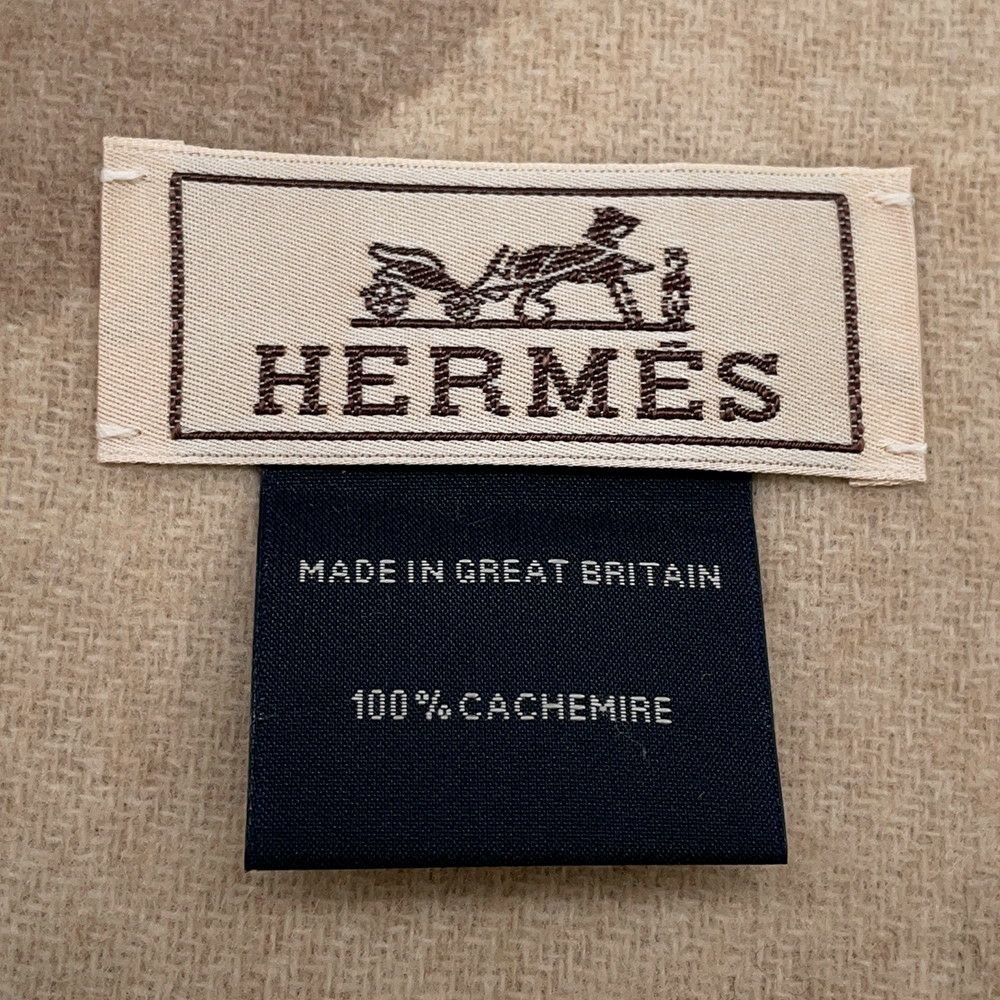 HERMÈS
MADE IN GREAT BRITAIN
100% CACHEMIRE